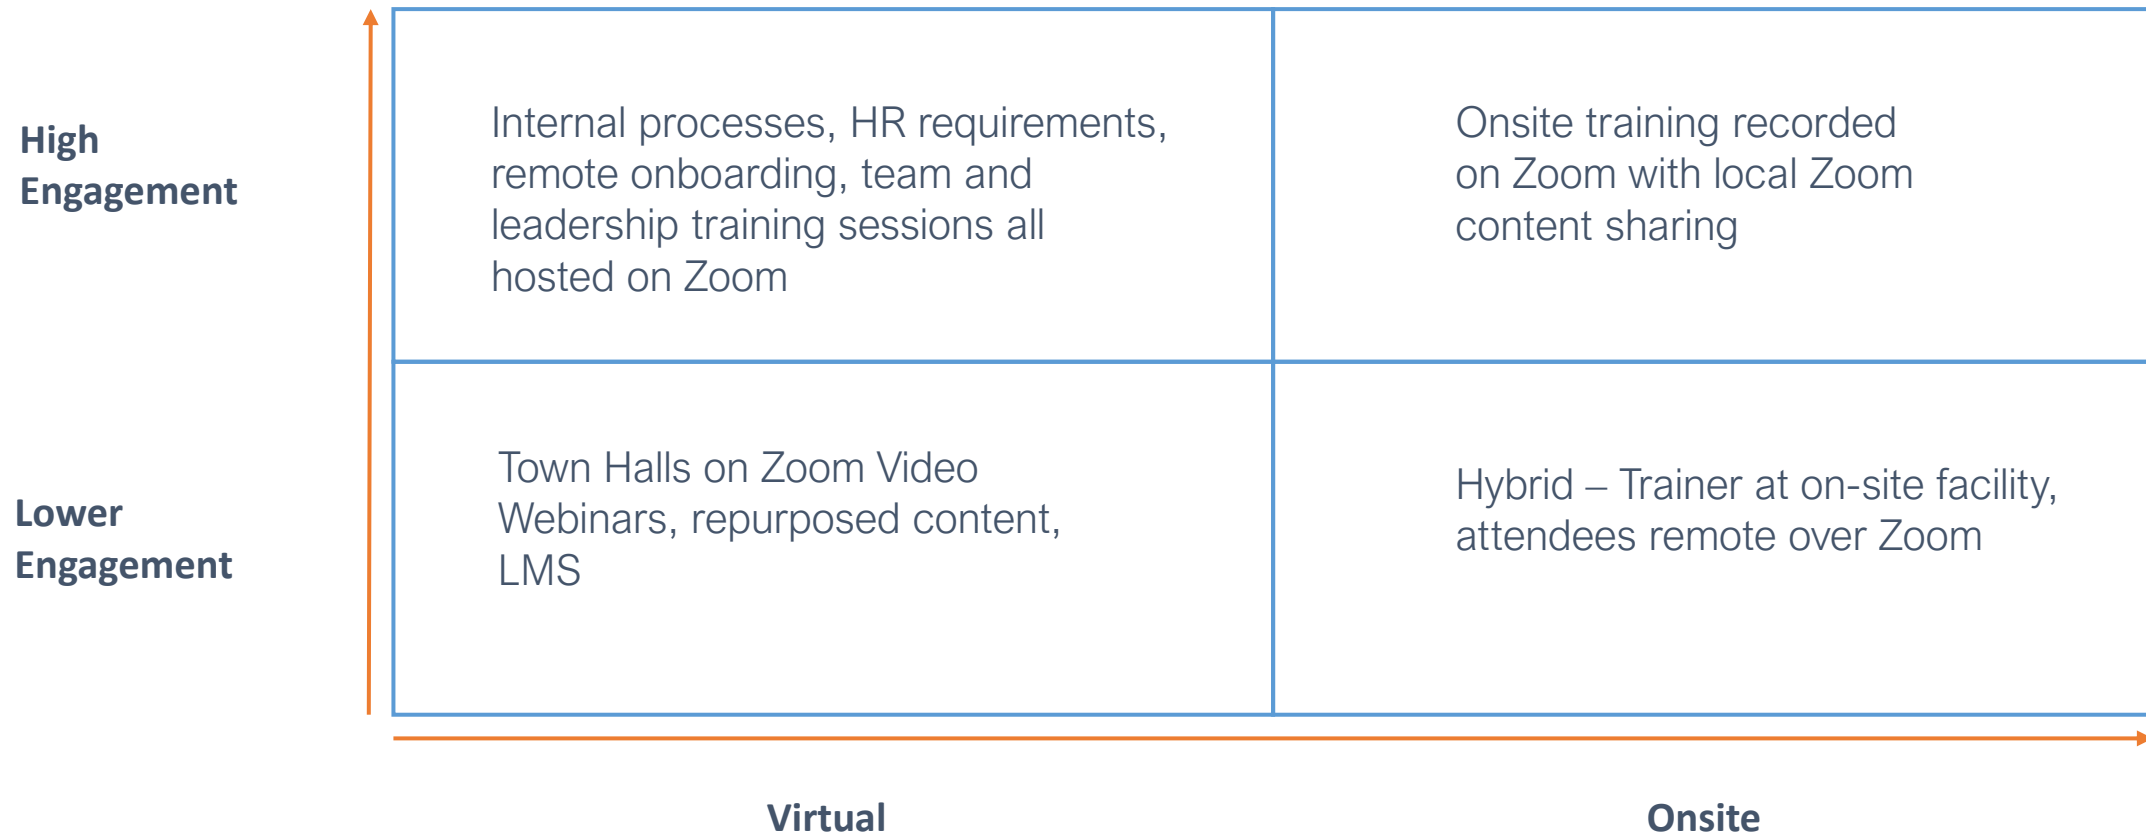 High
Engagement
Internal processes, HR requirements,
remote onboarding, team and
leadership training sessions all
hosted on Zoom
Onsite training recorded
on Zoom with local Zoom
content sharing
Lower
Engagement
Town Halls on Zoom Video
Webinars, repurposed content,
LMS
Hybrid – Trainer at on-site facility,
attendees remote over Zoom
Virtual
Onsite